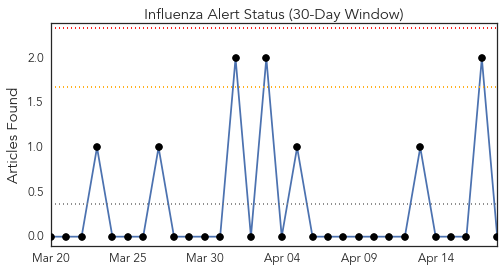 Influenza Alert Status (30-Day Window)
Articles Found
2.0
1.5
1.0
0.5
0.0
Mar 20 Mar 25 Mar 30 Apr 04 Apr 09 Apr 14